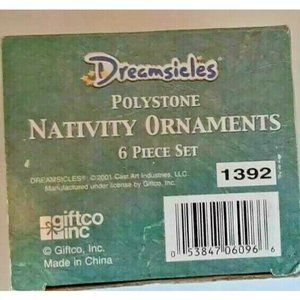 Dreamsicles
POLYSTONE
NATIVITY ORNAMENTS
6 PIECE SET
DREAMSICLES ® ©2001 Cast Art Industries, LLC.
Manufactured under license by Giftco, Inc.
1392
giftco
inc
© Giftco, Inc.
Made in China
0 53847 06096 6